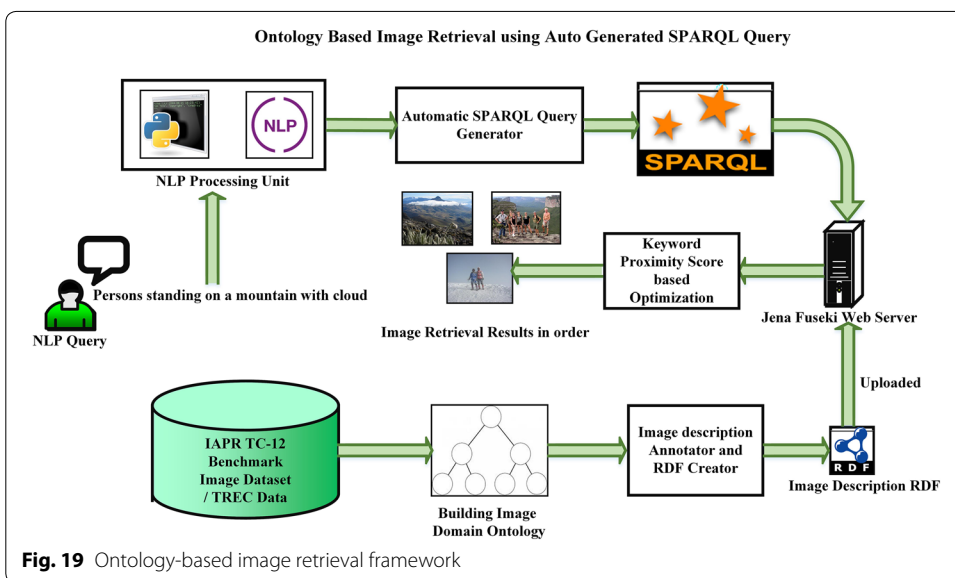 Ontology Based Image Retrieval using Auto Generated SPARQL Query
NLP
NLP Processing Unit
Automatic SPARQL Query
Generator
SPARQL
Persons standing on a mountain with cloud
NLP Query
Keyword
Proximity Score
based
Optimization
Image Retrieval Results in order
Jena Fuseki Web Server
Uploaded
IAPR TC-12
Benchmark
Image Dataset
/ TREC Data
Building Image
Domain Ontology
Image description
Annotator and
RDF Creator
RDF
Image Description RDF
Fig. 19 Ontology-based image retrieval framework